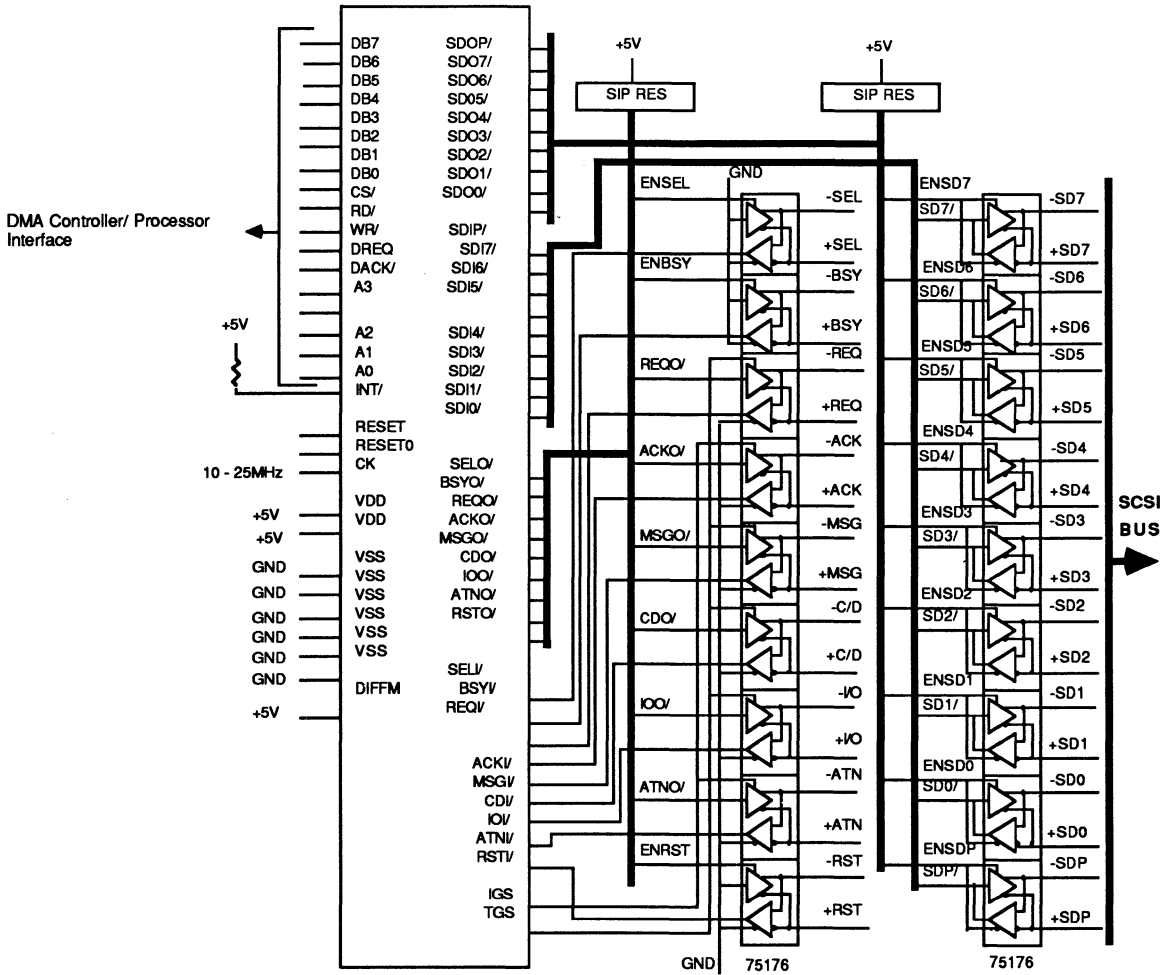 DMA Controller/ Processor
Interface
+5V
10 - 25MHz
+5V
+5V
GND
GND
GND
GND
GND
GND
+5V
DB7
DB6
DB5
DB4
DB3
DB2
DB1
DB0
CS/
RD/
WR/
DREQ
DACK/
A3
A2
A1
A0
INT/
RESET
RESET0
CK
VDD
VDD
VSS
VSS
VSS
VSS
VSS
VSS
DIFFM
SDOP/
SDO7/
SDO6/
SD05/
SDO4/
SDO3/
SDO2/
SDO1/
SDO0/
SDIP/
SDI7/
SDI6/
SDI5/
SDI4/
SDI3/
SDI2/
SDI1/
SDI0/
SELO/
BSYO/
REQO/
ACKO/
MSGO/
CDO/
IOO/
ATNO/
RSTO/
SELI/
BSYI/
REQI/
ACKI/
MSGI/
CDI/
IOI/
ATNI/
RSTI/
IGS
TGS
+5V
SIP RES
ENSEL
ENBSY
REQO/
ACKO/
MSGO/
CDO/
IOO/
ATNO/
ENRST
GND
-SEL
+SEL
-BSY
+BSY
-REQ
+REQ
-ACK
+ACK
-MSG
+MSG
-C/D
+C/D
-I/O
+I/O
-ATN
+ATN
-RST
+RST
GND
75176
+5V
SIP RES
ENSD7
SD7/
ENSD6
SD6/
ENSD5
SD5/
ENSD4
SD4/
ENSD3
SD3/
ENSD2
SD2/
ENSD1
SD1/
ENSD0
SD0/
ENSDP
SDP/
-SD7
+SD7
-SD6
+SD6
-SD5
+SD5
-SD4
+SD4
-SD3
+SD3
-SD2
+SD2
-SD1
+SD1
-SD0
+SD0
-SDP
+SDP
75176
SCSI
BUS